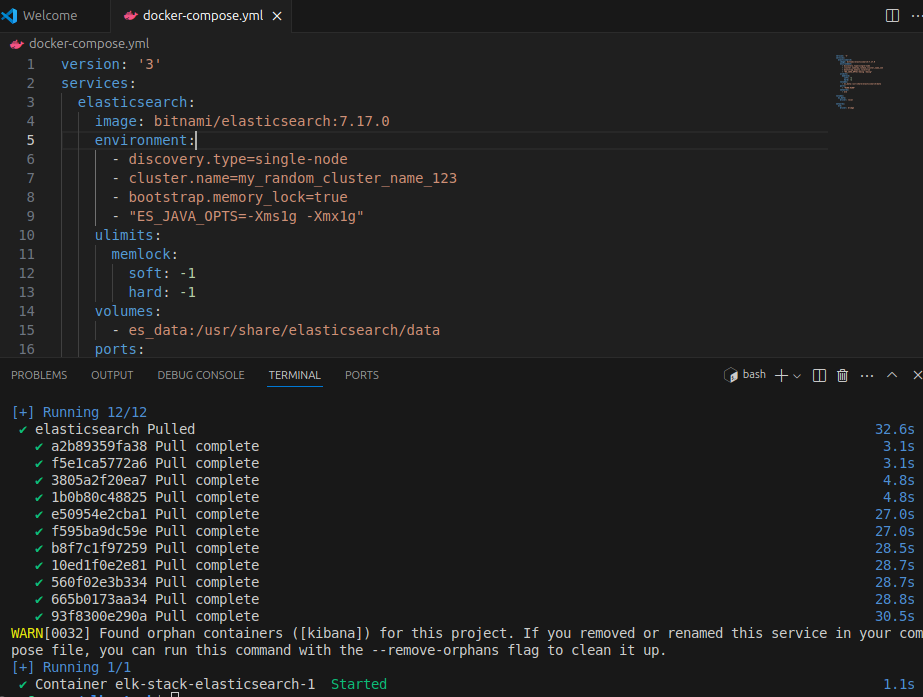 Welcome
docker-compose.yml
docker-compose.yml
1 version: '3'
2 services:
3 elasticsearch:
4 image: bitnami/elasticsearch:7.17.0
5 environment:
6 - discovery.type=single-node
7 - cluster.name=my_random_cluster_name_123
8 - bootstrap.memory_lock=true
9 - "ES_JAVA_OPTS=-Xms1g -Xmx1g"
10 ulimits:
11 memlock:
12 soft: -1
13 hard: -1
14 volumes:
15 - es_data:/usr/share/elasticsearch/data
16 ports:
PROBLEMS OUTPUT DEBUG CONSOLE TERMINAL PORTS bash
[+] Running 12/12
✔ elasticsearch Pulled 32.6s
✔ a2b89359fa38 Pull complete 3.1s
✔ f5e1ca5772a6 Pull complete 3.1s
✔ 3805a2f20ea7 Pull complete 4.8s
✔ 1b0b80c48825 Pull complete 4.8s
✔ e50954e2cba1 Pull complete 27.0s
✔ f595ba9dc59e Pull complete 27.0s
✔ b8f7c1f97259 Pull complete 28.5s
✔ 10ed1f0e2e81 Pull complete 28.7s
✔ 560f02e3b334 Pull complete 28.7s
✔ 665b0173aa34 Pull complete 28.8s
✔ 93f8300e290a Pull complete 30.5s
WARN[0032] Found orphan containers ([kibana]) for this project. If you removed or renamed this service in your com
pose file, you can run this command with the --remove-orphans flag to clean it up.
[+] Running 1/1
✔ Container elk-stack-elasticsearch-1 Started 1.1s